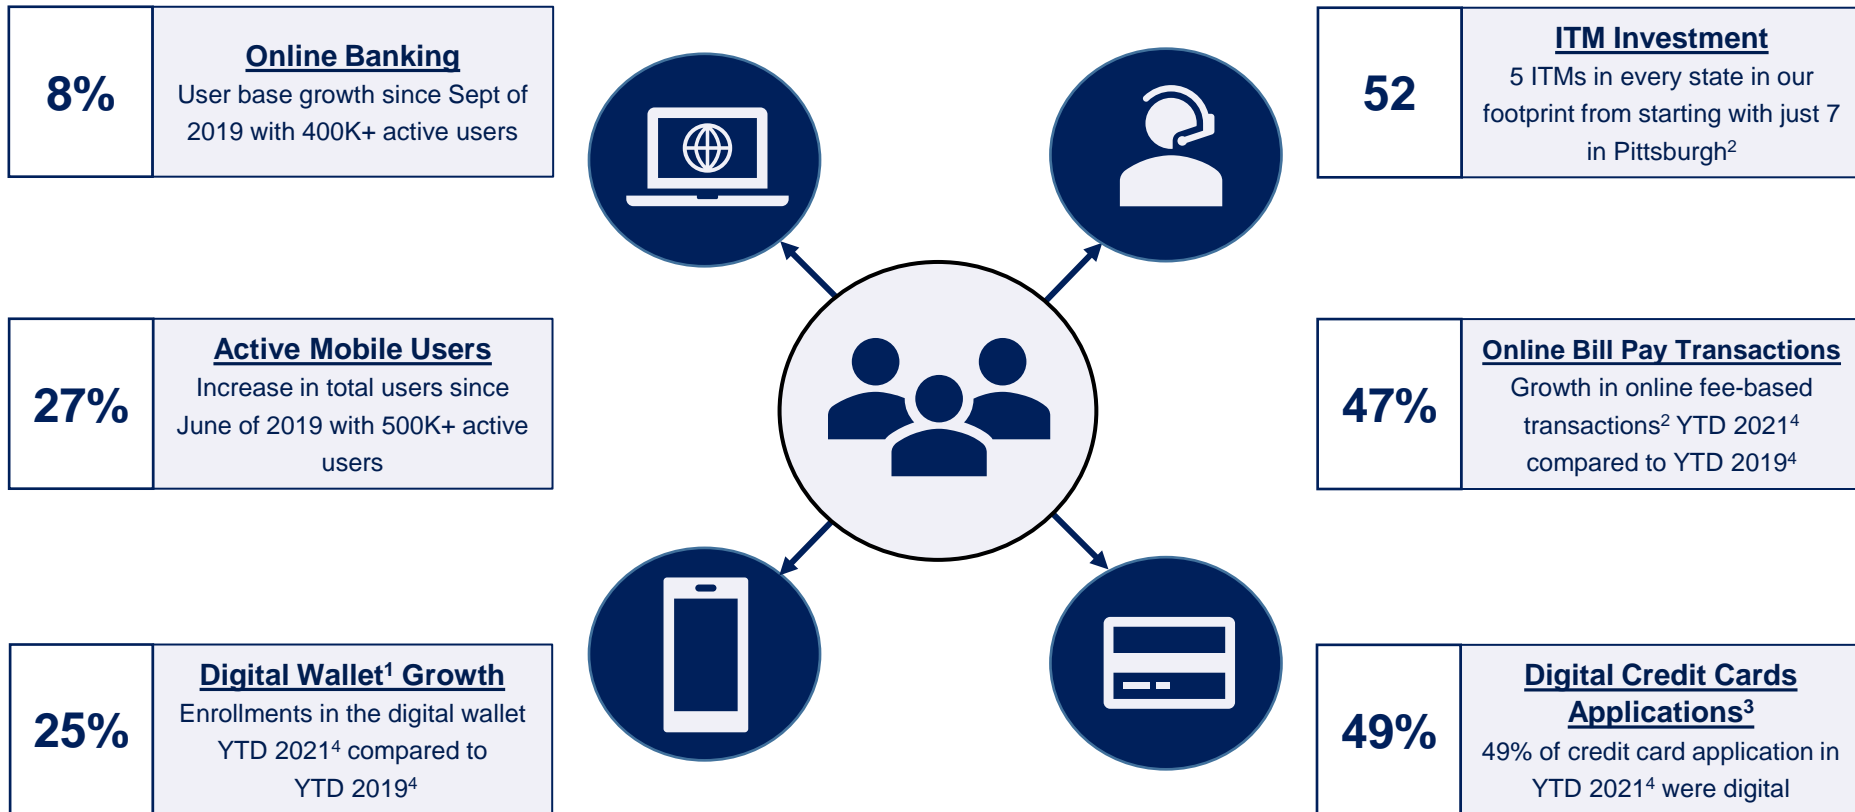 8%
Online Banking
User base growth since Sept of
2019 with 400K+ active users
52
ITM Investment
5 ITMs in every state in our
footprint from starting with just 7
in Pittsburgh²
27%
Active Mobile Users
Increase in total users since
June of 2019 with 500K+ active
users
47%
Online Bill Pay Transactions
Growth in online fee-based
transactions² YTD 2021⁴
compared to YTD 2019⁴
25%
Digital Wallet¹ Growth
Enrollments in the digital wallet
YTD 2021⁴ compared to
YTD 2019⁴
49%
Digital Credit Cards
Applications³
49% of credit card application in
YTD 2021⁴ were digital